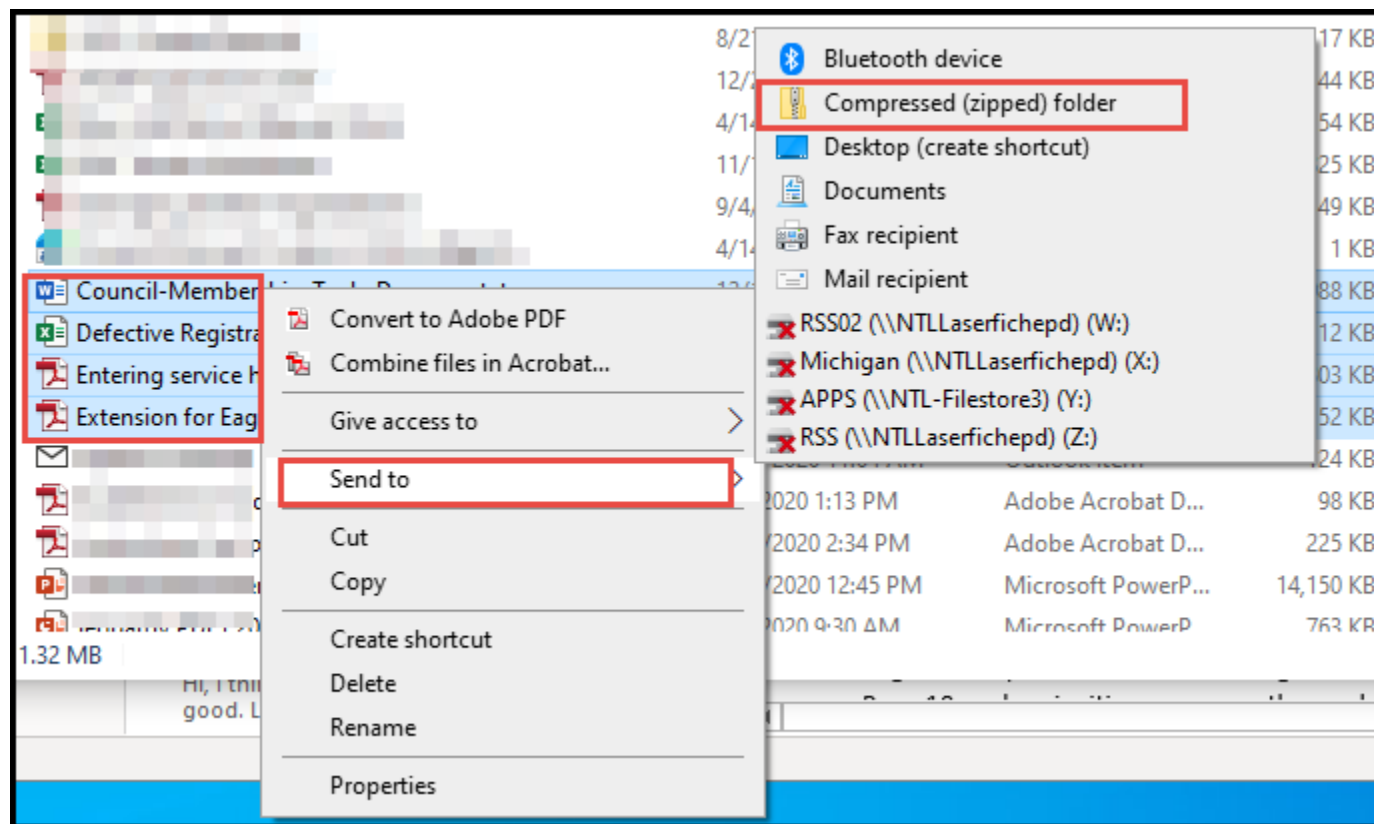 8/2
17 KB
12/
44 KB
4/14
54 KB
11/
25 KB
9/4/
49 KB
4/14
1 KB
Council-Member
88 KB
Defective Registra
12 KB
Entering service
03 KB
Extension for Eag
52 KB
24 KB
2020 1:13 PM Adobe Acrobat D... 98 KB
/2020 2:34 PM Adobe Acrobat D... 225 KB
/2020 12:45 PM Microsoft PowerP... 14,150 KB
2020 9:30 AM Microsoft PowerP 763 KB
1.32 MB
good. L
Convert to Adobe PDF
Combine files in Acrobat...
Give access to
Send to
Cut
Copy
Create shortcut
Delete
Rename
Properties
Bluetooth device
Compressed (zipped) folder
Desktop (create shortcut)
Documents
Fax recipient
Mail recipient
RSS02 (\\NTLLaserfichepd) (W:)
Michigan (\\NTLLaserfichepd) (X:)
APPS (\\NTL-Filestore3) (Y:)
RSS (\\NTLLaserfichepd) (Z:)